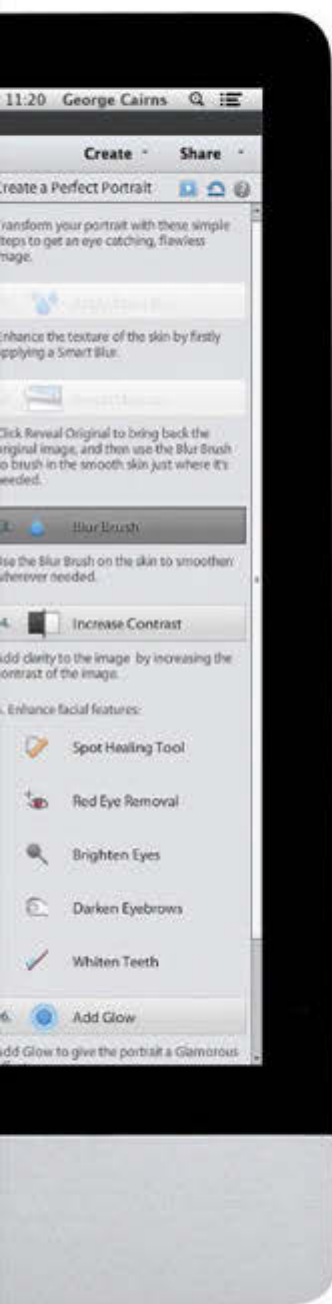 11:20 George Cairns
Create Share
Create a Perfect Portrait
Transform your portrait with these simple
steps to get an eye catching, flawless
image.
Enhance the texture of the skin by firstly
applying a Smart Blur.
Click Reveal Original to bring back the
original image, and then use the Blur Brush
to brush in the smooth skin just where it's
needed.
3. Blur Brush
Use the Blur Brush on the skin to smoothen
wherever needed.
4. Increase Contrast
Add clarity to the image by increasing the
contrast of the image.
. Enhance facial features:
Spot Healing Tool
Red Eye Removal
Brighten Eyes
Darken Eyebrows
Whiten Teeth
6. Add Glow
Add Glow to give the portrait a Glamorous